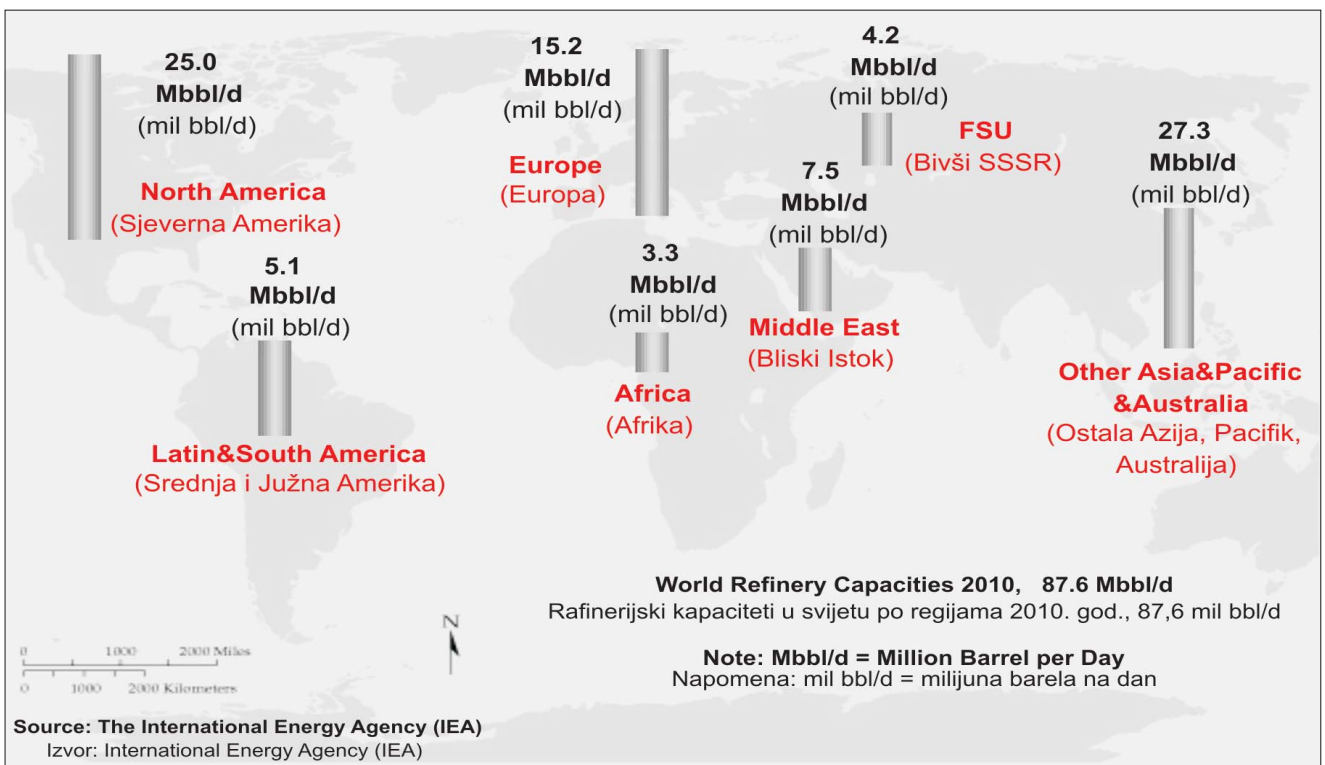 25.0
Mbbl/d
(mil bbl/d)
North America
(Sjeverna Amerika)
5.1
Mbbl/d
(mil bbl/d)
Latin&South America
(Srednja i Južna Amerika)
15.2
Mbbl/d
(mil bbl/d)
Europe
(Europa)
3.3
Mbbl/d
(mil bbl/d)
Africa
(Afrika)
4.2
Mbbl/d
(mil bbl/d)
FSU
(Bivši SSSR)
7.5
Mbbl/d
(mil bbl/d)
Middle East
(Bliski Istok)
27.3
Mbbl/d
(mil bbl/d)
Other Asia&Pacific
&Australia
(Ostala Azija, Pacifik,
Australija)
World Refinery Capacities 2010, 87.6 Mbbl/d
Rafinerijski kapaciteti u svijetu po regijama 2010. god., 87,6 mil bbl/d
Note: Mbbl/d = Million Barrel per Day
Napomena: mil bbl/d = milijuna barela na dan
N
0 1000 2000 Miles
0 1000 2000 Kilometers
Source: The International Energy Agency (IEA)
Izvor: International Energy Agency (IEA)